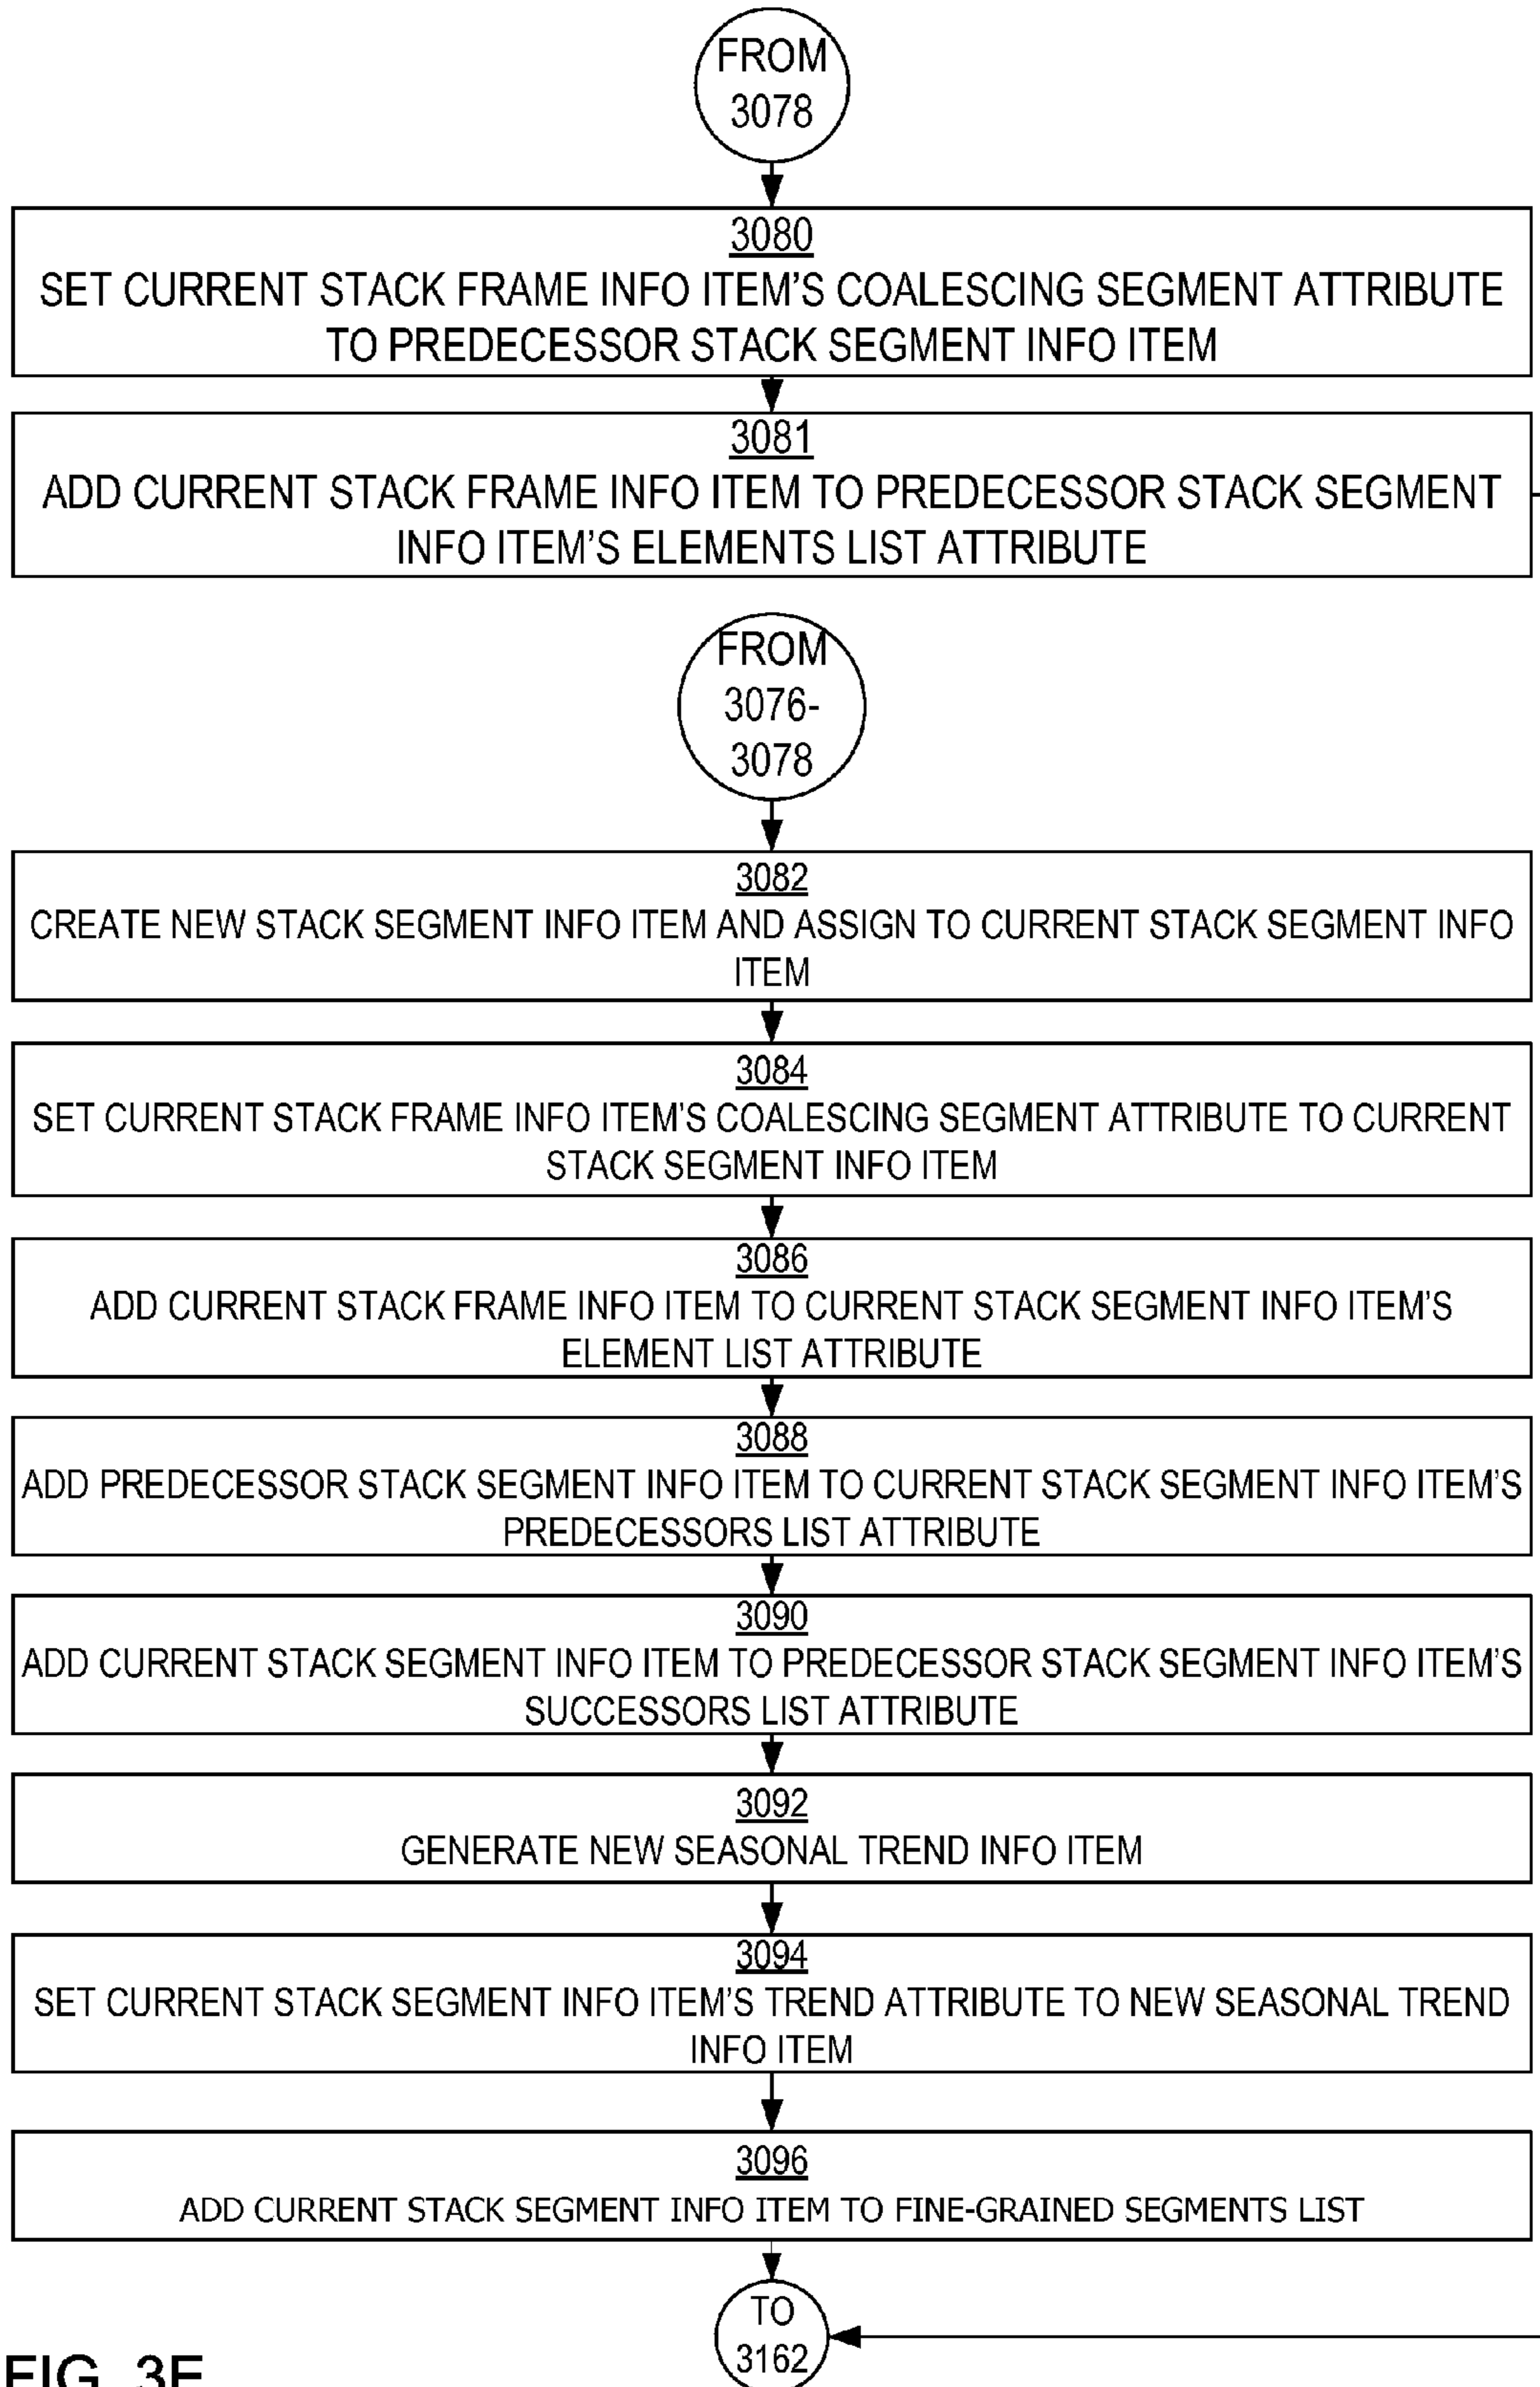 FROM
3078
3080
SET CURRENT STACK FRAME INFO ITEM'S COALESCING SEGMENT ATTRIBUTE
TO PREDECESSOR STACK SEGMENT INFO ITEM
3081
ADD CURRENT STACK FRAME INFO ITEM TO PREDECESSOR STACK SEGMENT
INFO ITEM'S ELEMENTS LIST ATTRIBUTE
FROM
3076-
3078
3082
CREATE NEW STACK SEGMENT INFO ITEM AND ASSIGN TO CURRENT STACK SEGMENT INFO
ITEM
3084
SET CURRENT STACK FRAME INFO ITEM'S COALESCING SEGMENT ATTRIBUTE TO CURRENT
STACK SEGMENT INFO ITEM
3086
ADD CURRENT STACK FRAME INFO ITEM TO CURRENT STACK SEGMENT INFO ITEM'S
ELEMENT LIST ATTRIBUTE
3088
ADD PREDECESSOR STACK SEGMENT INFO ITEM TO CURRENT STACK SEGMENT INFO ITEM'S
PREDECESSORS LIST ATTRIBUTE
3090
ADD CURRENT STACK SEGMENT INFO ITEM TO PREDECESSOR STACK SEGMENT INFO ITEM'S
SUCCESSORS LIST ATTRIBUTE
3092
GENERATE NEW SEASONAL TREND INFO ITEM
3094
SET CURRENT STACK SEGMENT INFO ITEM'S TREND ATTRIBUTE TO NEW SEASONAL TREND
INFO ITEM
3096
ADD CURRENT STACK SEGMENT INFO ITEM TO FINE-GRAINED SEGMENTS LIST
TO
3162
FIG.